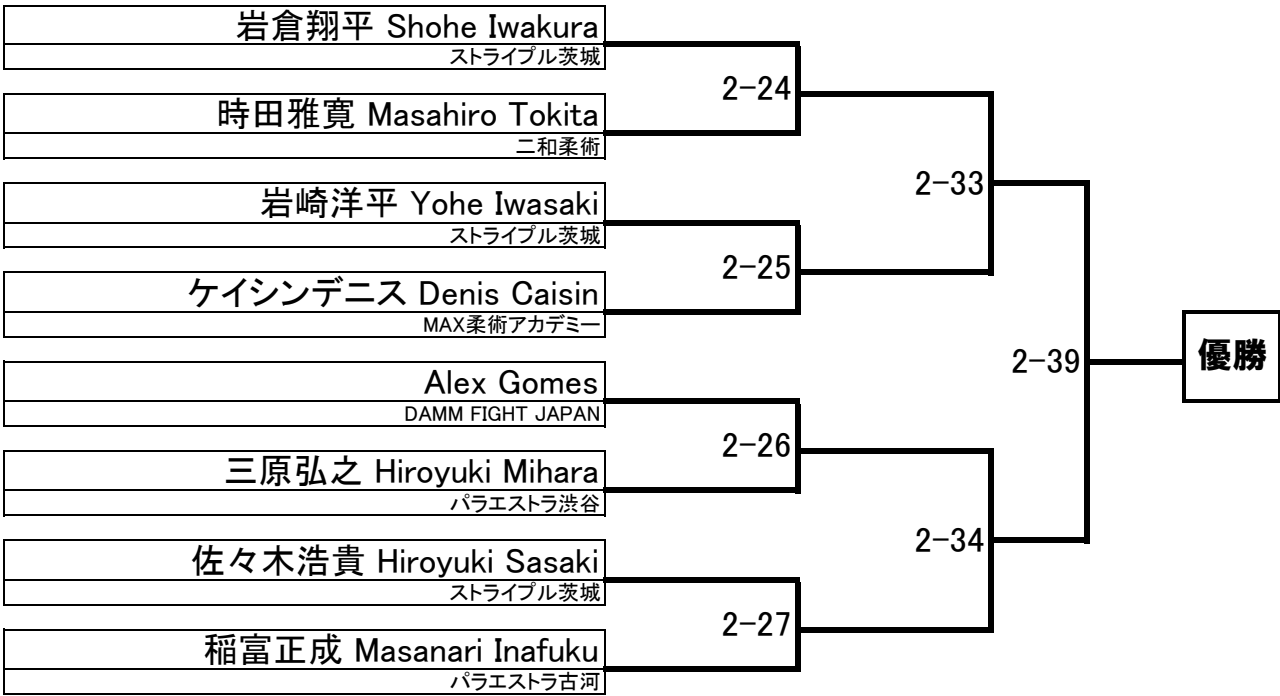 岩倉翔平 Shohe Iwakura
ストライプル茨城
2-24
時田雅寛 Masahiro Tokita
二和柔術
2-33
岩崎洋平 Yohe Iwasaki
ストライプル茨城
2-25
ケイシンデニス Denis Caisin
MAX柔術アカデミー
2-39
優勝
Alex Gomes
DAMM FIGHT JAPAN
2-26
三原弘之 Hiroyuki Mihara
パラエストラ渋谷
2-34
佐々木浩貴 Hiroyuki Sasaki
ストライプル茨城
2-27
稲富正成 Masanari Inafuku
パラエストラ古河